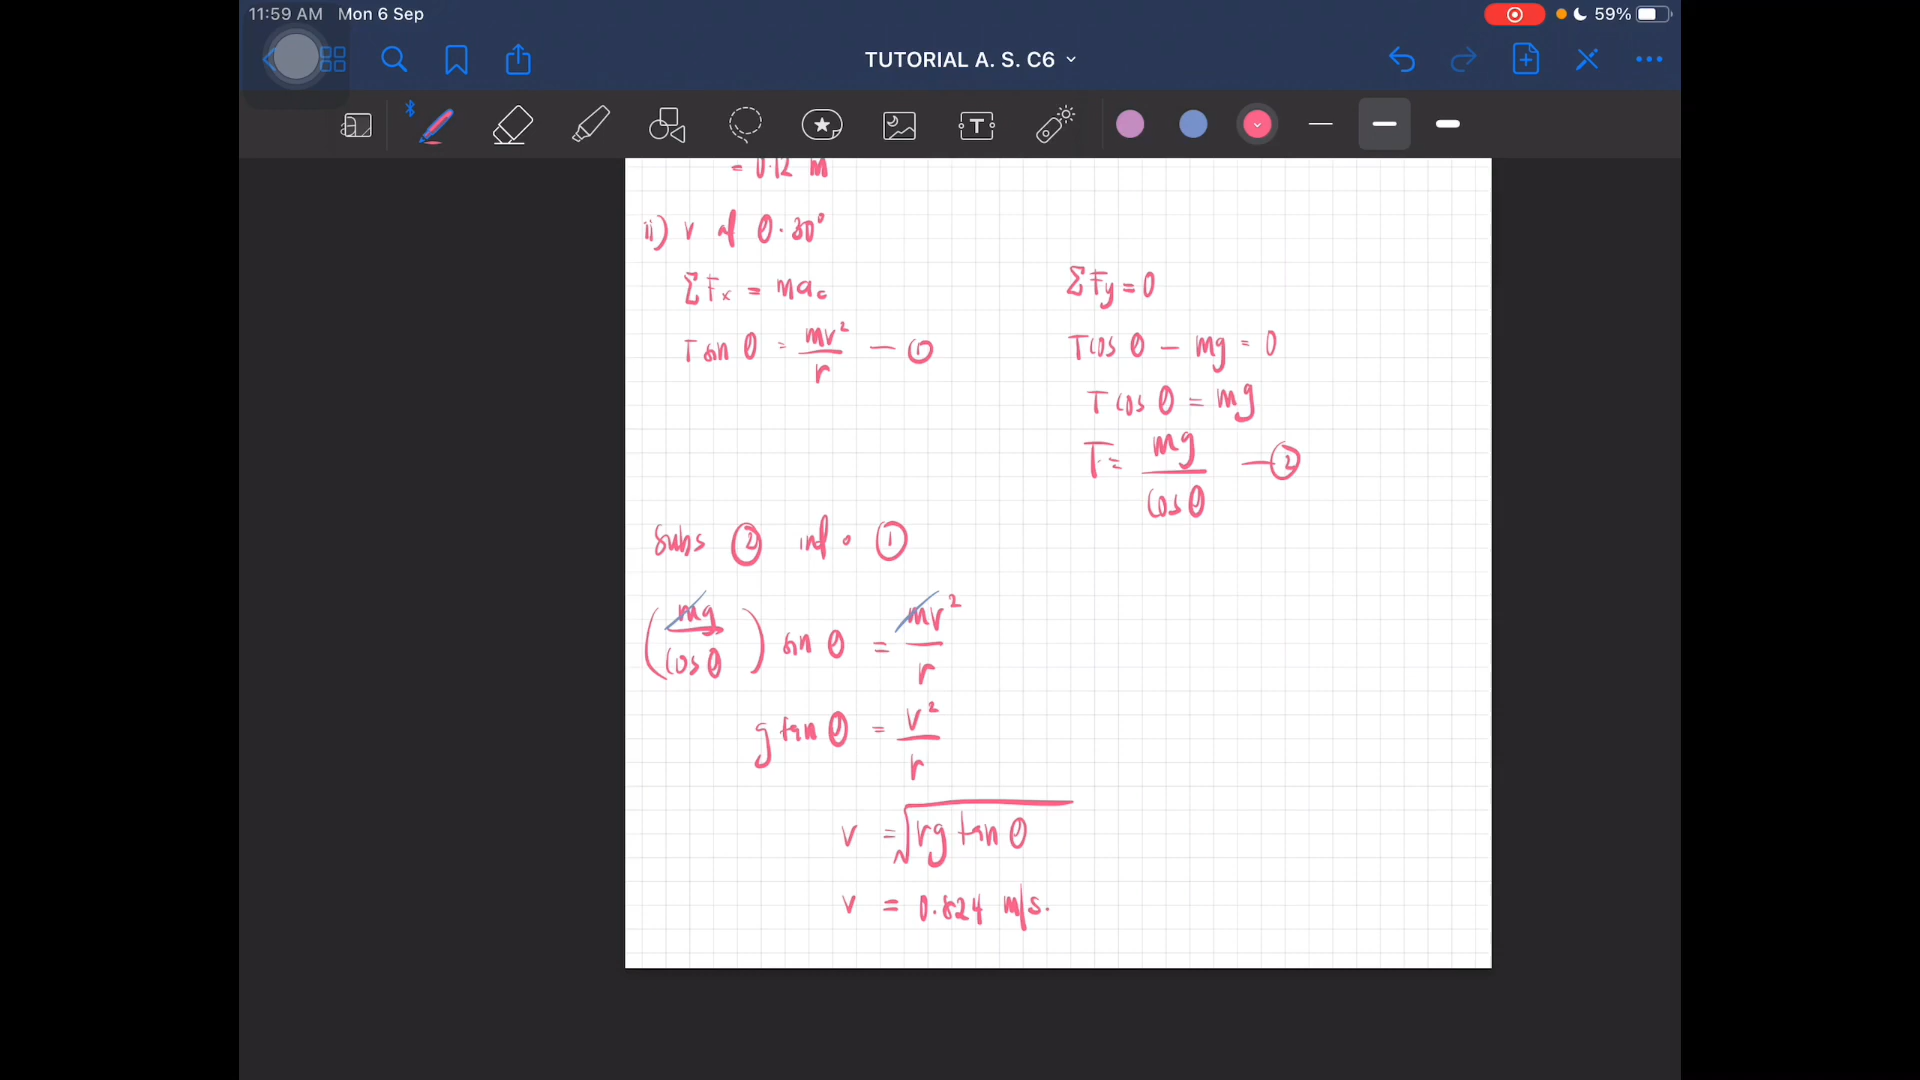 11:59 AM Mon 6 Sep
59%
TUTORIAL A. S. C6
= 0.12 m
ii) v at θ = 30°
ΣFx = mac
T sin θ = mv²/r — ①
ΣFy = 0
T cos θ — mg = 0
T cos θ = mg
T = mg/cos θ — ②
Subs ② into ①
(mg/cos θ) sin θ = mv²/r
g tan θ = v²/r
v = √rg tan θ
v = 0.824 m/s.